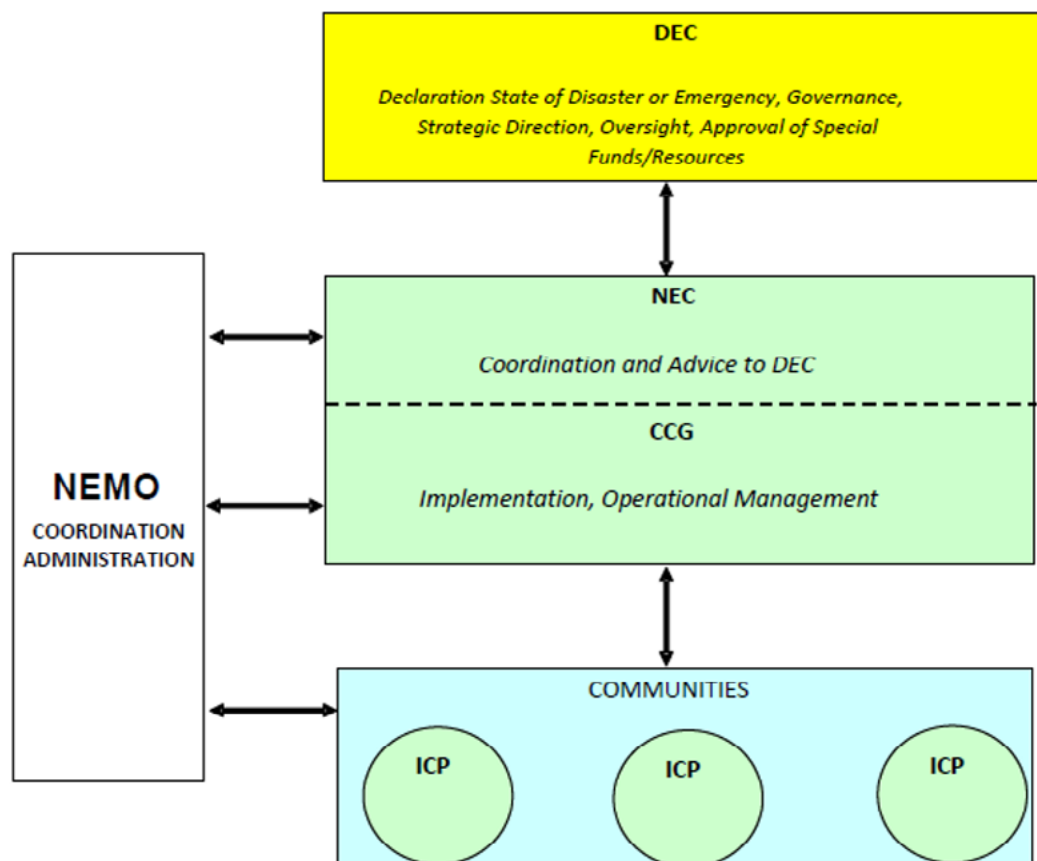 DEC
Declaration State of Disaster or Emergency, Governance,
Strategic Direction, Oversight, Approval of Special
Funds/Resources
NEC
Coordination and Advice to DEC
CCG
Implementation, Operational Management
NEMO
COORDINATION
ADMINISTRATION
COMMUNITIES
ICP
ICP
ICP